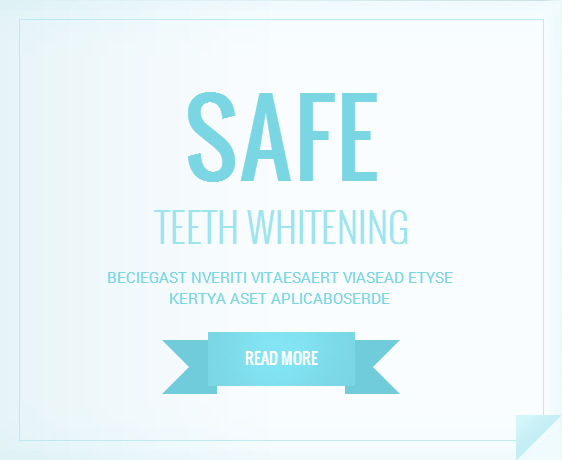 SAFE
TEETH WHITENING
BECIEGAST NVERITI VITAESAERT VIASEAD ETYSE
KERTYA ASET APLICABOSERDE
READ MORE